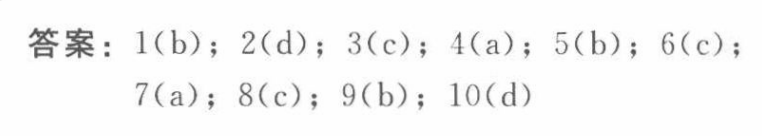 答案：1(b)；2(d)；3(c)；4(a)；5(b)；6(c)；
7(a)；8(c)；9(b)；10(d)